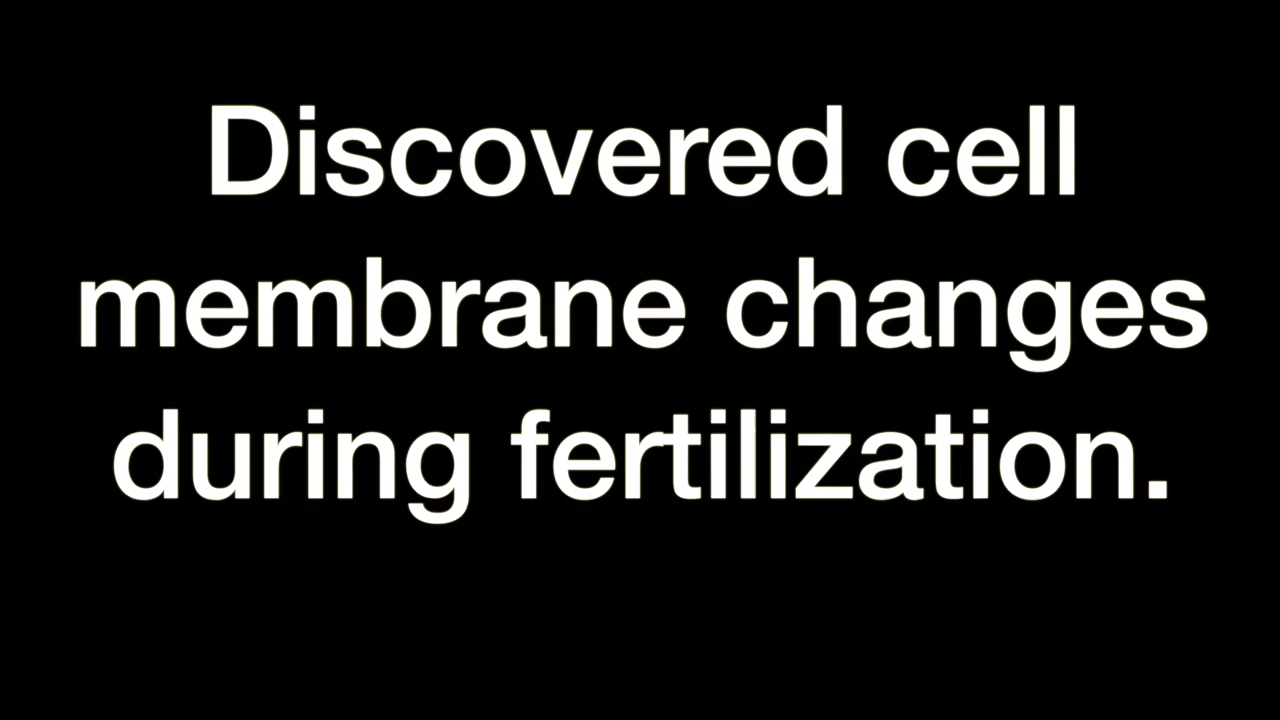 Discovered cell
membrane changes
during fertilization.